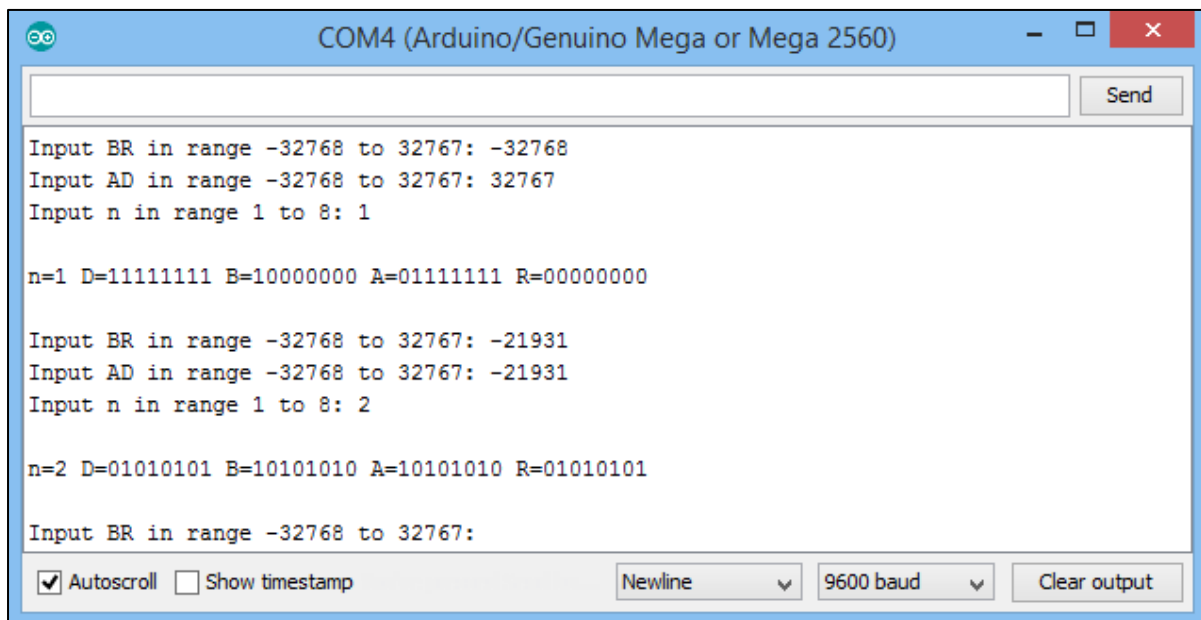 COM4 (Arduino/Genuino Mega or Mega 2560)
Send
Input BR in range -32768 to 32767: -32768
Input AD in range -32768 to 32767: 32767
Input n in range 1 to 8: 1
n=1 D=11111111 B=10000000 A=01111111 R=00000000
Input BR in range -32768 to 32767: -21931
Input AD in range -32768 to 32767: -21931
Input n in range 1 to 8: 2
n=2 D=01010101 B=10101010 A=10101010 R=01010101
Input BR in range -32768 to 32767:
Autoscroll Show timestamp Newline 9600 baud Clear output